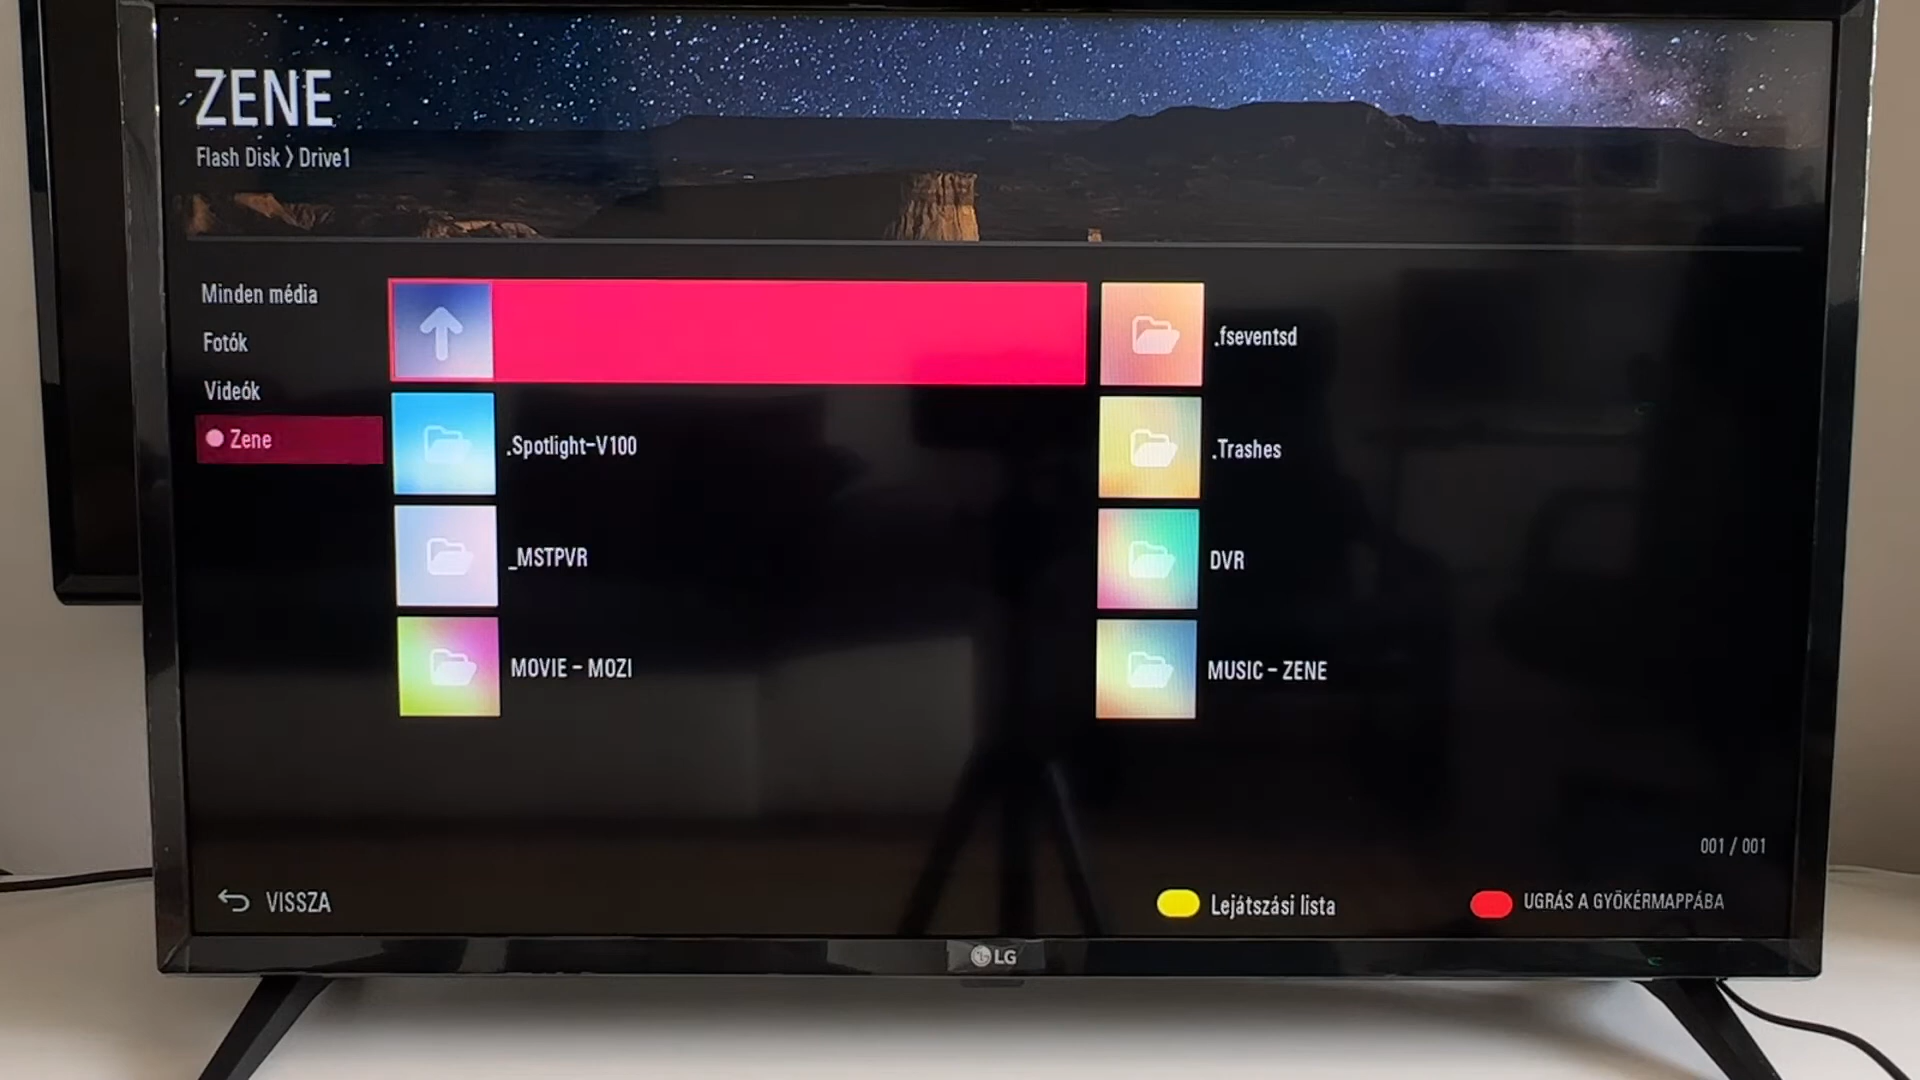 ZENE
Flash Disk > Drive1
Minden média
Fotók
Videók
Zene
.fseventsd
.Spotlight-V100
.Trashes
_MSTPVR
DVR
MOVIE - MOZI
MUSIC - ZENE
001 / 001
VISSZA
Lejátszási lista
UGRÁS A GYÖKÉRMAPPÁBA
LG